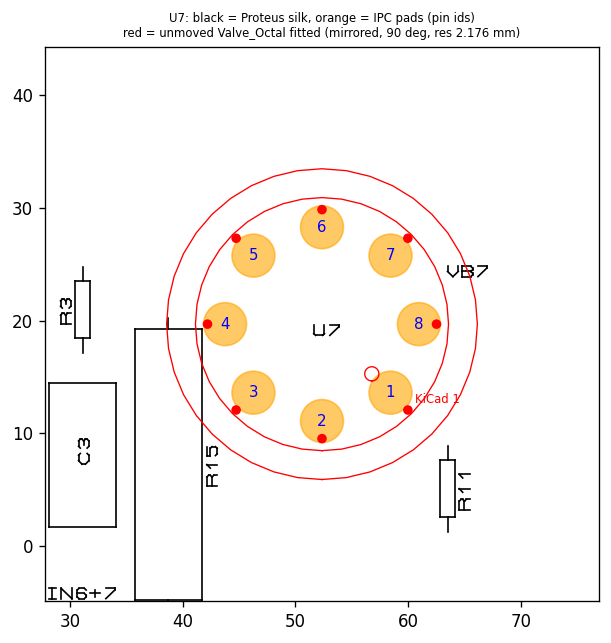 U7: black = Proteus silk, orange = IPC pads (pin ids)
red = unmoved Valve_Octal fitted (mirrored, 90 deg, res 2.176 mm)
40
30
20
10
0
30
40
50
60
70
6
5
7
VB7
R3
4
U7
8
3
1
KiCad 1
2
C3
R15
R11
IN6+7